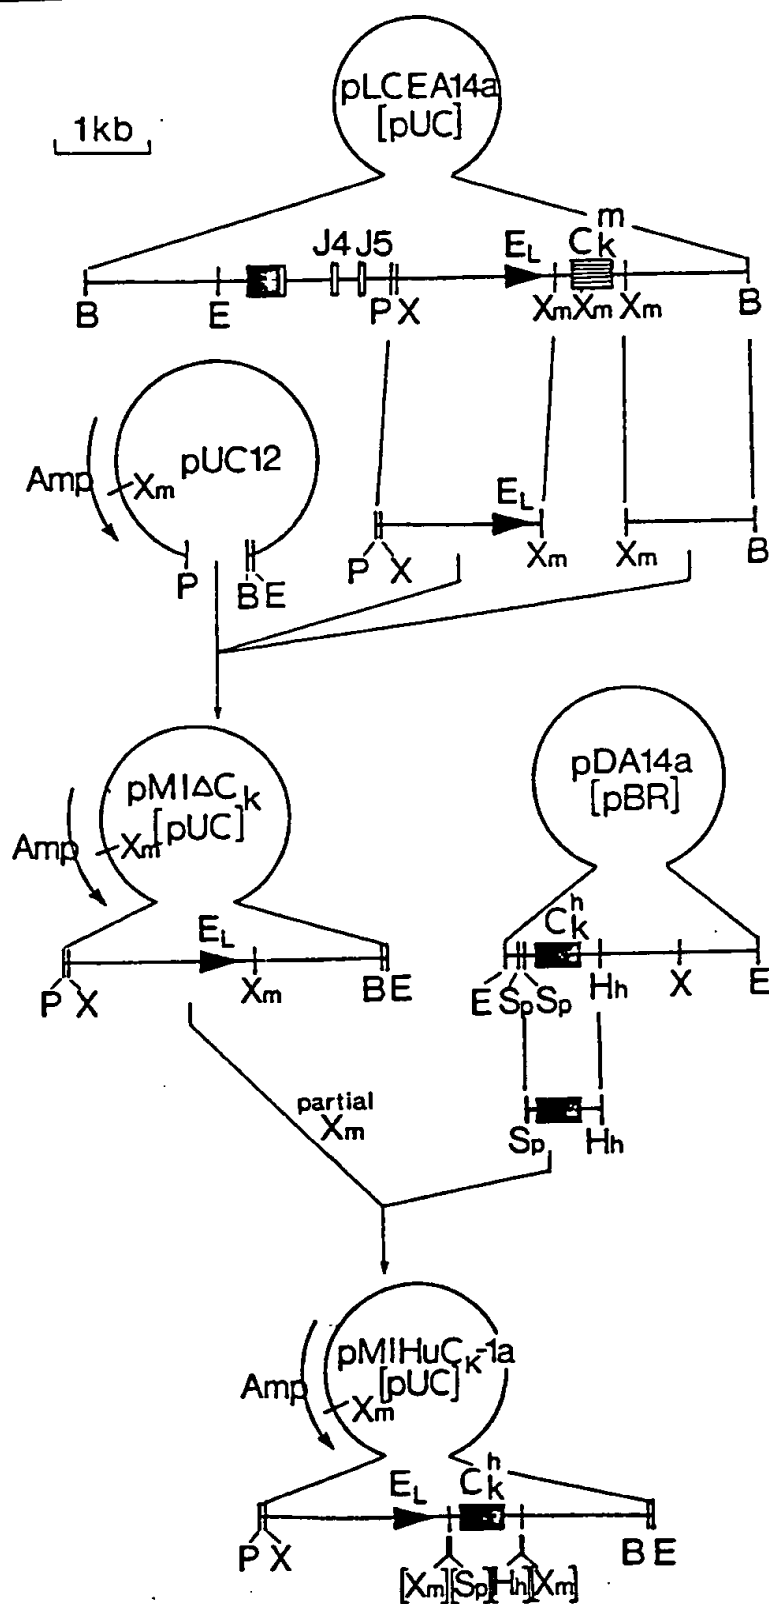 pLCEA14a
[pUC]
1kb
m
J4 J5 EL Ck
B E P X Xm Xm Xm B
pUC12
Amp Xm
EL
P B E
P X Xm Xm B
pMI△Ck
[pUC]
Amp Xm
pDA14a
[pBR]
h
EL Ck
P X Xm B E
E Sp Sp Hh X E
partial
Xm
Sp Hh
pMIHuCK-1a
[pUC]
Amp Xm
h
EL Ck
P X B E
[Xm][Sp][Hh][Xm]